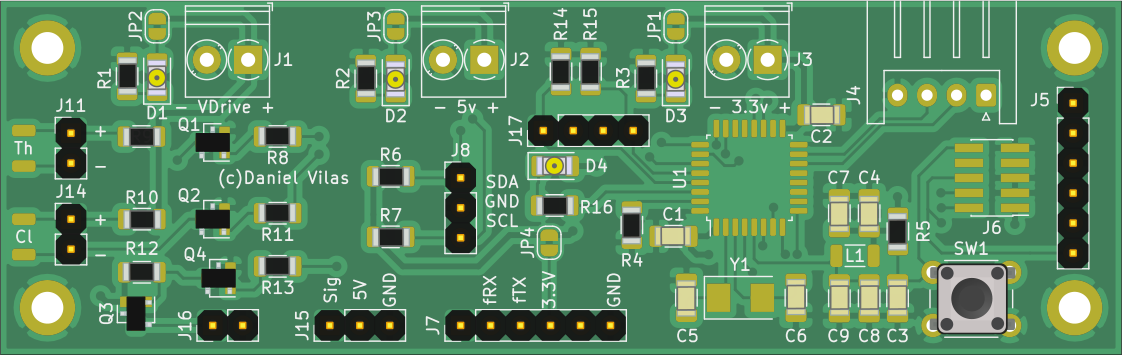 JP2 JP3 R14 R15 JP1
R1 J1 R2 J2 R3 J3
D1 - VDrive + D2 - 5v + D3 - 3.3v + J4 J5
J11 Q1 J17 C2
Th + R8 J8 D4 U1
- R6
(c)Daniel Vilas SDA
J14 R10 Q2 GND R16 C7 C4
Cl + R7 SCL C1 R5 J6
- R12 R11 JP4 R4 L1 SW1
Q4 R13 Y1
Q3 J16 J15 Sig 5V GND J7 fRX fTX 3.3V GND C5 C6 C9 C8 C3